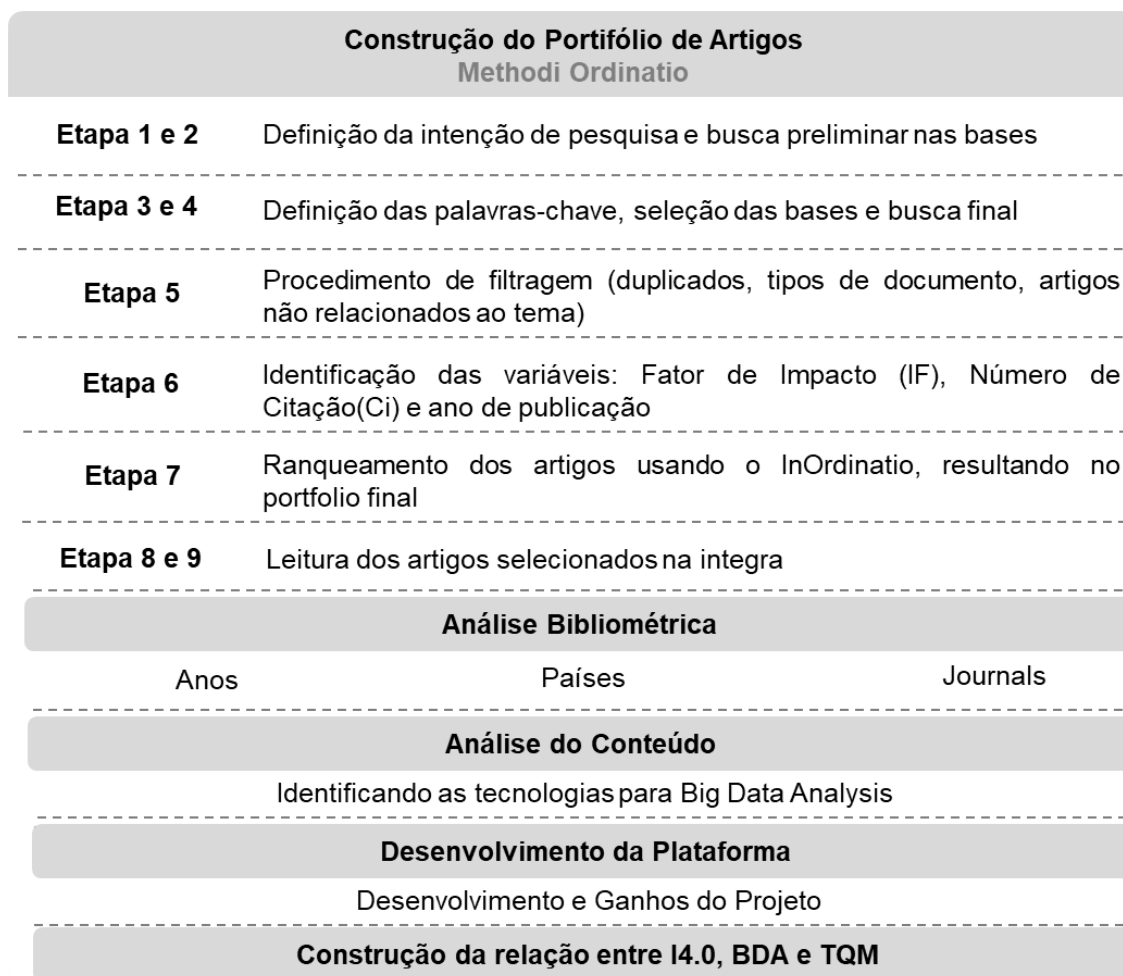 Construção do Portifólio de Artigos
Methodi Ordinatio
Etapa 1 e 2 Definição da intenção de pesquisa e busca preliminar nas bases
Etapa 3 e 4 Definição das palavras-chave, seleção das bases e busca final
Etapa 5 Procedimento de filtragem (duplicados, tipos de documento, artigos
não relacionados ao tema)
Etapa 6 Identificação das variáveis: Fator de Impacto (IF), Número de
Citação(Ci) e ano de publicação
Etapa 7 Ranqueamento dos artigos usando o InOrdinatio, resultando no
portfolio final
Etapa 8 e 9 Leitura dos artigos selecionados na integra
Análise Bibliométrica
Anos Países Journals
Análise do Conteúdo
Identificando as tecnologias para Big Data Analysis
Desenvolvimento da Plataforma
Desenvolvimento e Ganhos do Projeto
Construção da relação entre I4.0, BDA e TQM